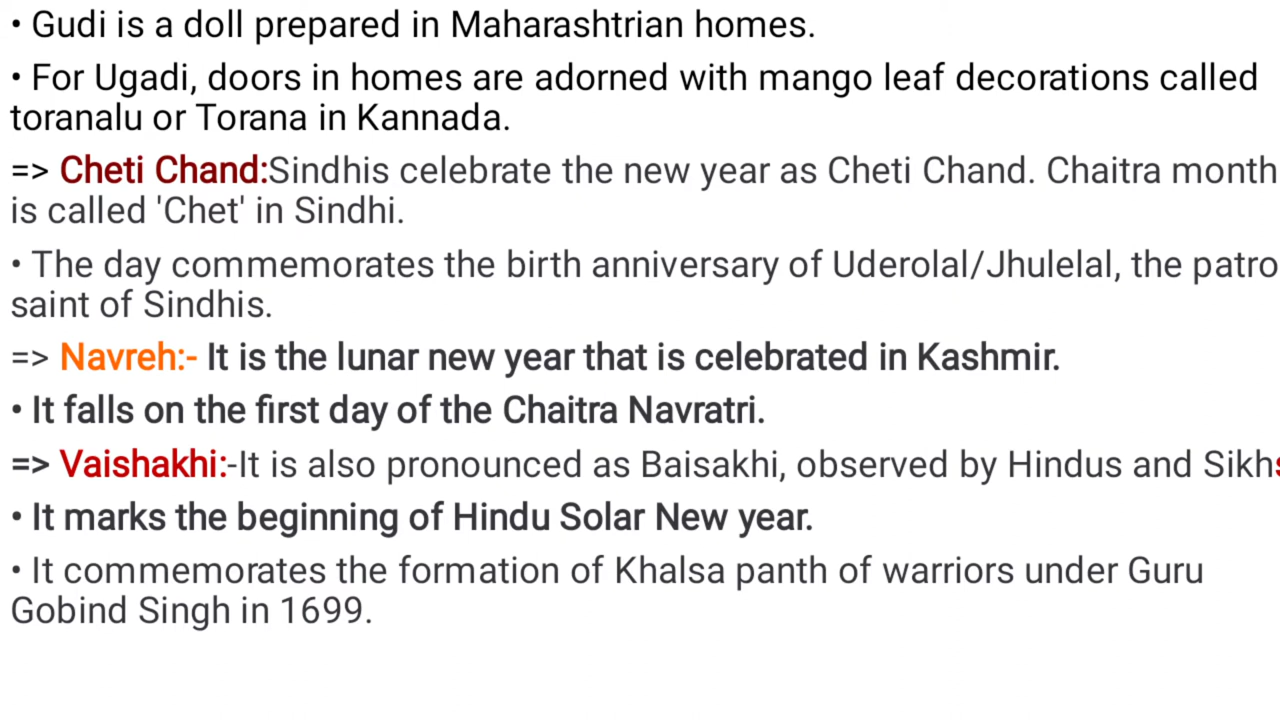 • Gudi is a doll prepared in Maharashtrian homes.
• For Ugadi, doors in homes are adorned with mango leaf decorations called
toranalu or Torana in Kannada.
=> Cheti Chand:Sindhis celebrate the new year as Cheti Chand. Chaitra month
is called 'Chet' in Sindhi.
• The day commemorates the birth anniversary of Uderolal/Jhulelal, the patro
saint of Sindhis.
=> Navreh:- It is the lunar new year that is celebrated in Kashmir.
• It falls on the first day of the Chaitra Navratri.
=> Vaishakhi:-It is also pronounced as Baisakhi, observed by Hindus and Sikhs
• It marks the beginning of Hindu Solar New year.
• It commemorates the formation of Khalsa panth of warriors under Guru
Gobind Singh in 1699.